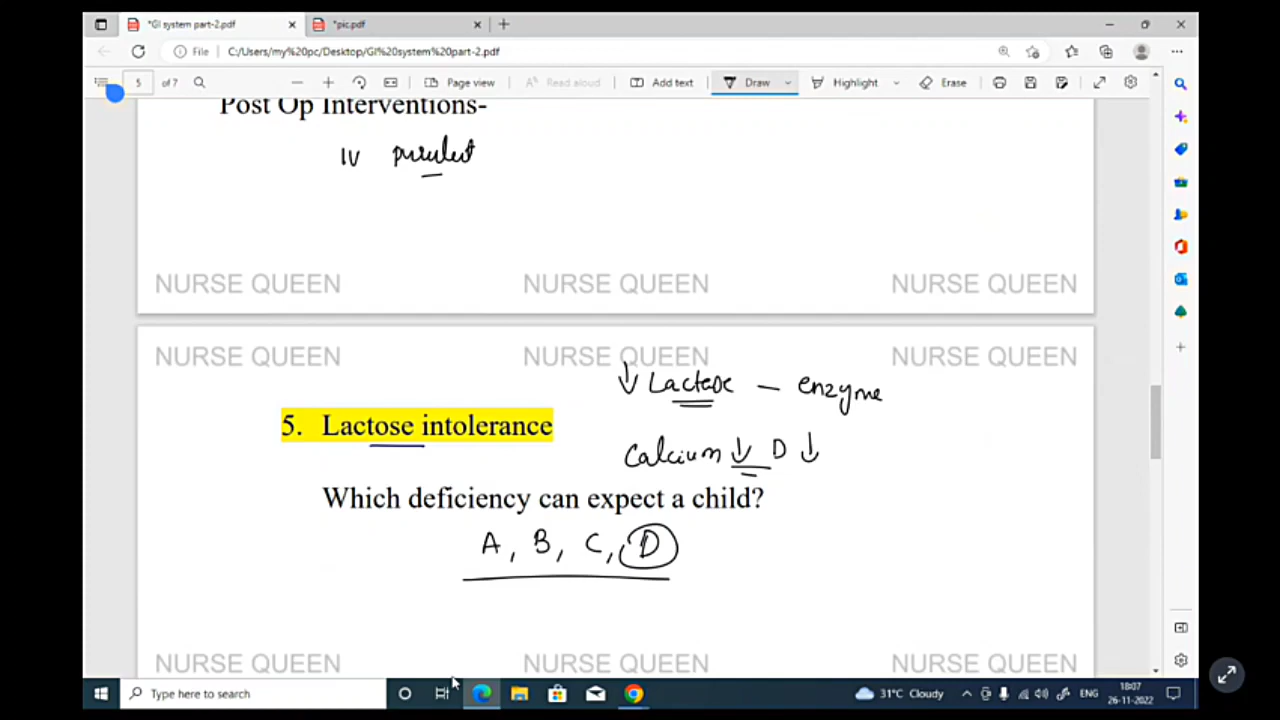 *GI system part-2.pdf
*pic.pdf
File C:/Users/my%20pc/Desktop/GI%20system%20part-2.pdf
5 of 7 Page view Read aloud Add text Draw Highlight Erase
Post Op Interventions-
IV
NURSE QUEEN NURSE QUEEN NURSE QUEEN
NURSE QUEEN NURSE QUEEN NURSE QUEEN
↓ Lactase — enzyme
5. Lactose intolerance
Calcium ↓ D ↓
Which deficiency can expect a child?
A, B, C, D
NURSE QUEEN NURSE QUEEN NURSE QUEEN
Type here to search
31°C Cloudy
ENG
18:07
26-11-2022